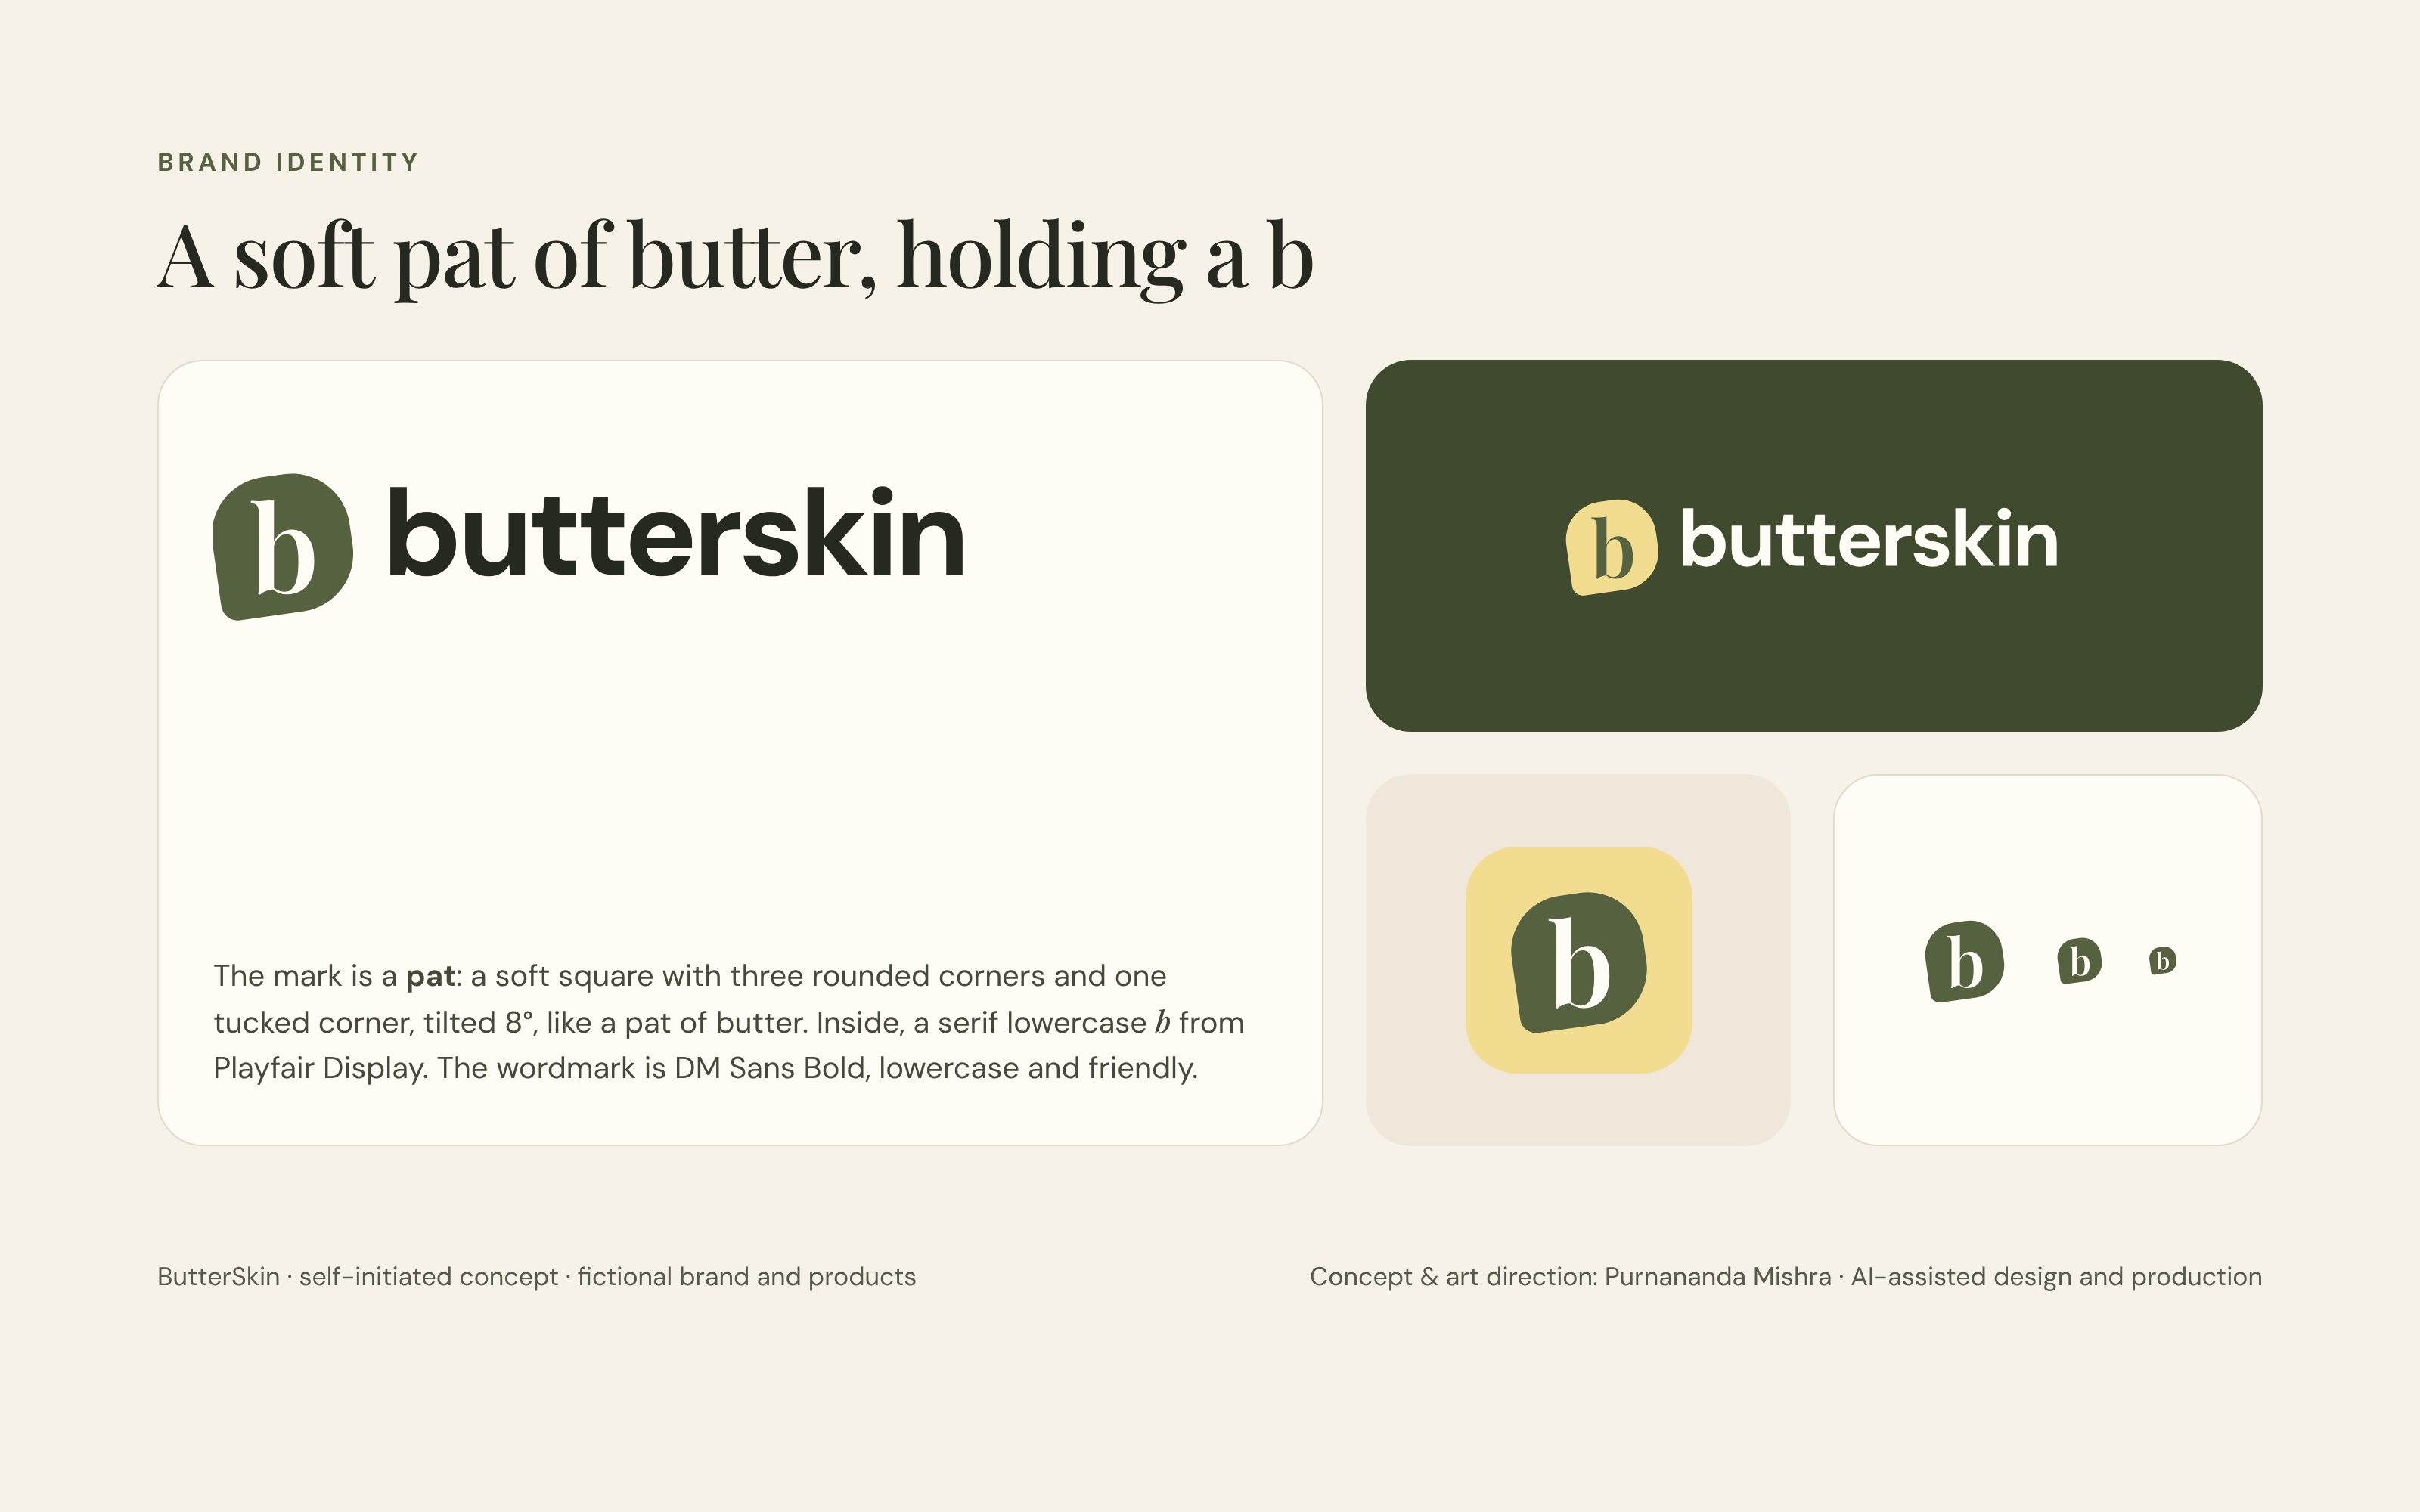 BRAND IDENTITY
A soft pat of butter, holding a b
b butterskin
b butterskin
The mark is a pat: a soft square with three rounded corners and one
tucked corner, tilted 8°, like a pat of butter. Inside, a serif lowercase b from
Playfair Display. The wordmark is DM Sans Bold, lowercase and friendly.
b
b b b
ButterSkin · self-initiated concept · fictional brand and products
Concept & art direction: Purnananda Mishra · AI-assisted design and production